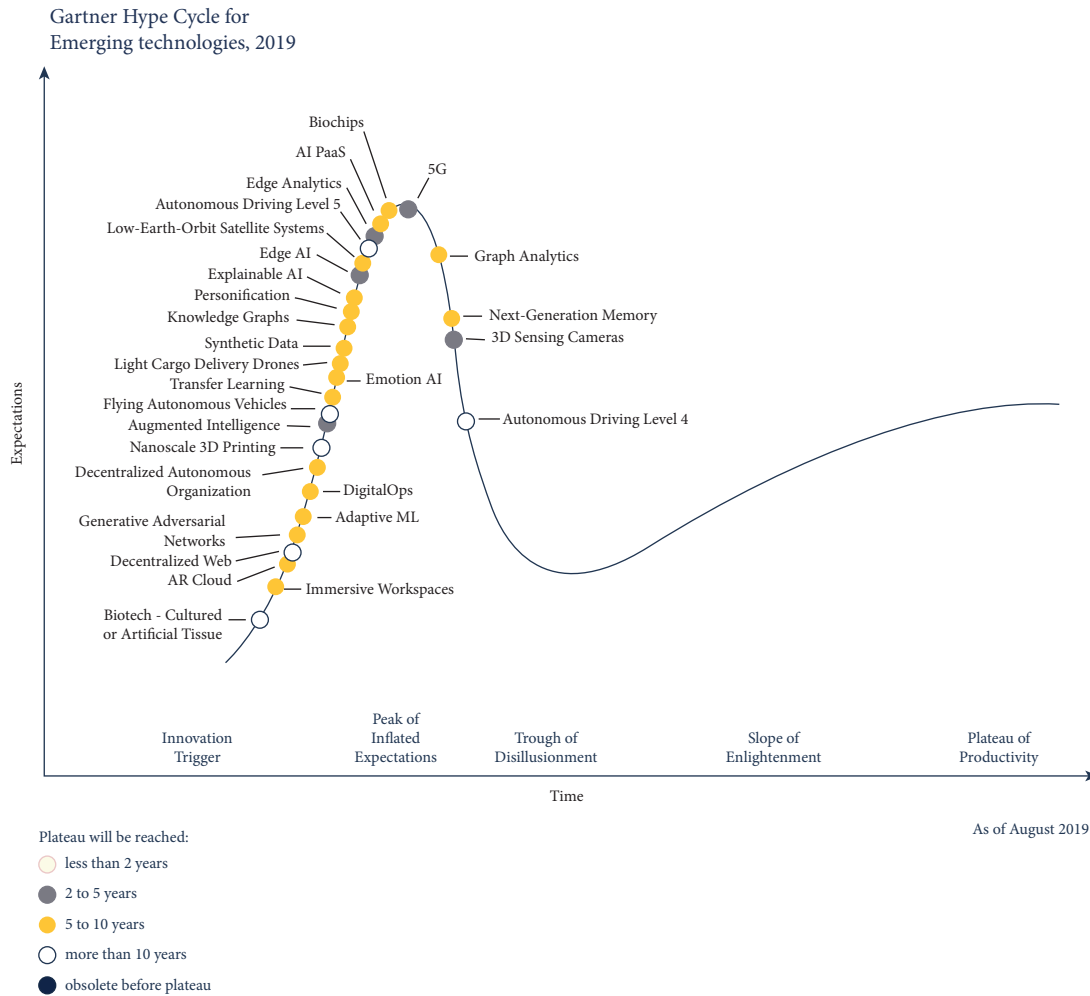 Gartner Hype Cycle for
Emerging technologies, 2019
Biochips
AI PaaS
5G
Edge Analytics
Autonomous Driving Level 5
Low-Earth-Orbit Satellite Systems
Edge AI
Graph Analytics
Explainable AI
Personification
Knowledge Graphs
Next-Generation Memory
3D Sensing Cameras
Synthetic Data
Light Cargo Delivery Drones
Emotion AI
Transfer Learning
Flying Autonomous Vehicles
Autonomous Driving Level 4
Augmented Intelligence
Nanoscale 3D Printing
Decentralized Autonomous
Organization
DigitalOps
Adaptive ML
Generative Adversarial
Networks
Decentralized Web
AR Cloud
Immersive Workspaces
Biotech - Cultured
or Artificial Tissue
Expectations
Innovation
Trigger
Peak of
Inflated
Expectations
Trough of
Disillusionment
Slope of
Enlightenment
Plateau of
Productivity
Time
As of August 2019
Plateau will be reached:
less than 2 years
2 to 5 years
5 to 10 years
more than 10 years
obsolete before plateau